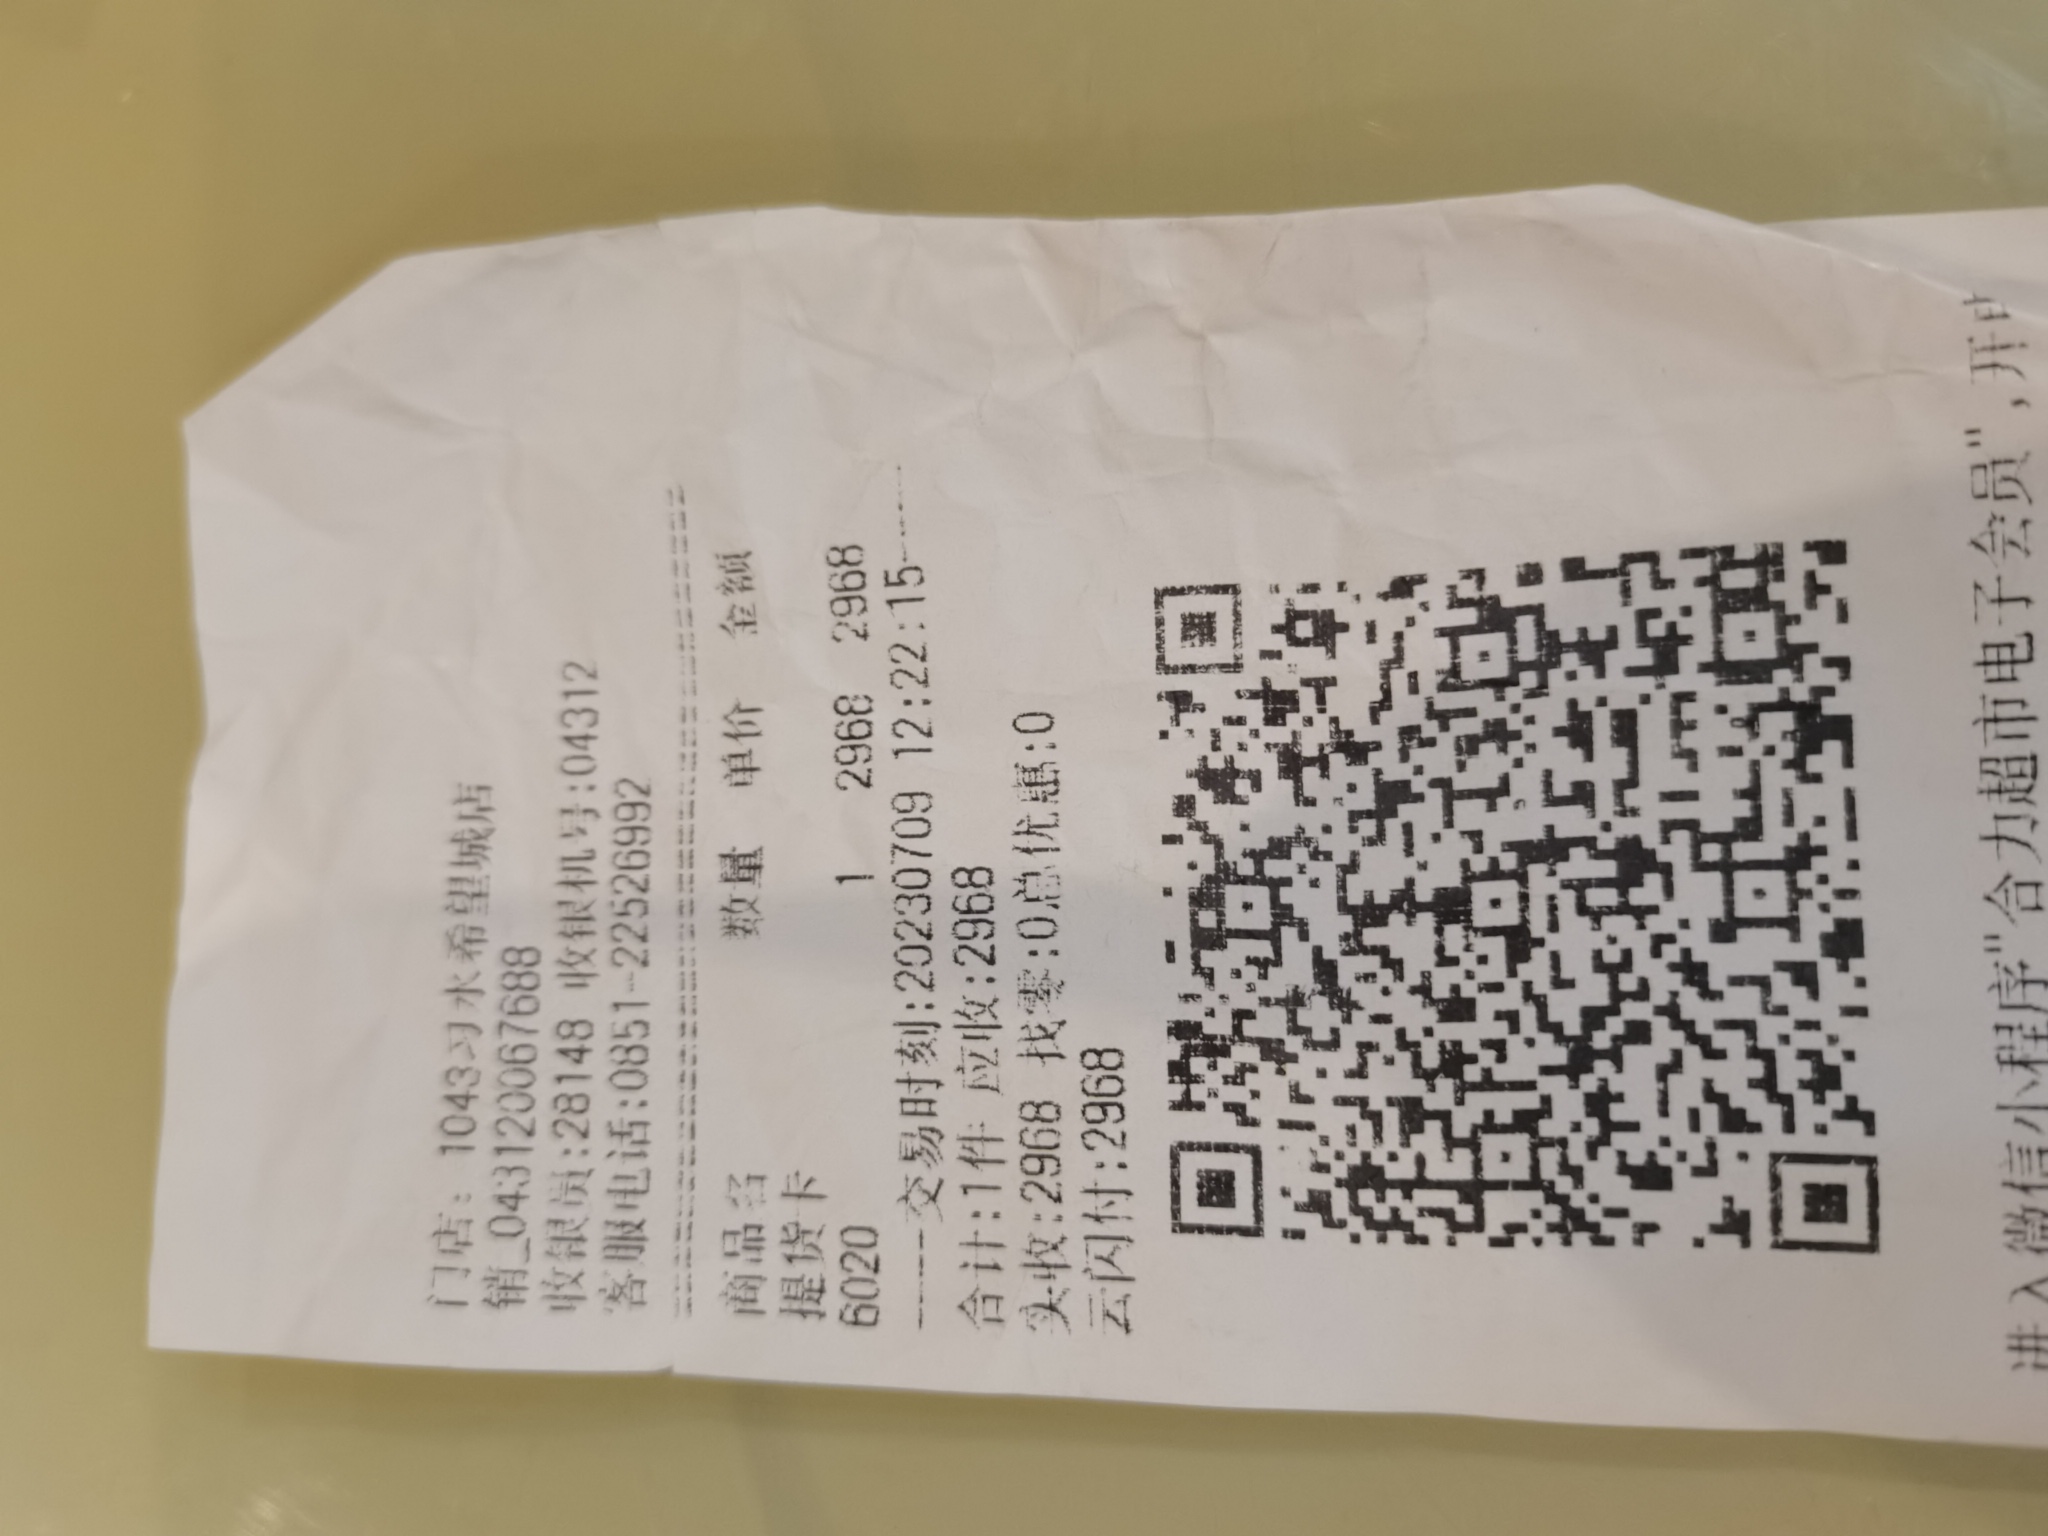 门店: 1043习水希望城店
销_043120067688
收银员:28148 收银机号:04312
客服电话:0851-22526992
商品名 数量 单价 金额
提货卡
6020 1 2968 2968
-----交易时刻:20230709 12:22:15-----
合计:1件 应收:2968
实收:2968 找零:0总优惠:0
云闪付:2968
进入微信小程序"合力超市电子会员",开